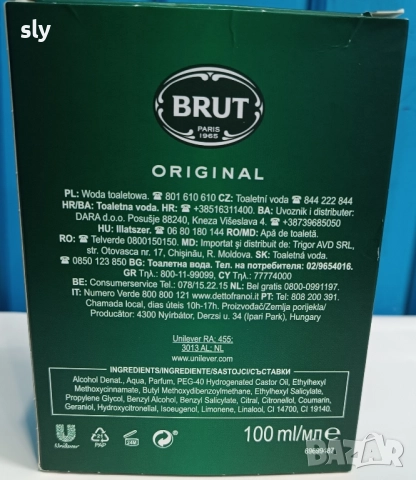 sly
BRUT
PARIS
1965
ORIGINAL
PL: Woda toaletowa. ☎ 801 610 610 CZ: Toaletní voda ☎ 844 222 844
HR/BA: Toaletna voda. HR: ☎ +38516311400. BA: Uvoznik i distributer:
DARA d.o.o. Posušje 88240, Kneza Višeslava 4. ☎ +38739685050
HU: Illatszer. ☎ 06 80 180 144 RO/MD: Apă de toaletă.
RO: ☎ Telverde 0800150150. MD: Importat și distribuit de: Trigor AVD SRL,
str. Otovasca nr. 17, Chișinău, R. Moldova. SK: Toaletná voda.
☎ 0850 123 850 BG: Тоалетна вода. Тел. на потребителя: 02/9654016.
GR Τηλ.: 800-11-99099, CY Τηλ.: 77774000
BE: Consumerservice Tel.: 078/15.22.15 NL: Bel gratis 0800-0991197.
IT: Numero Verde 800 800 121 www.dettofranoi.com PT: Tel: 808 200 391.
Chamada local, dias úteis 10h-17h. Proizvođač/Zemlja porijekla/
Producător: 4300 Nyírbátor, Derzsi u. 34 (Ipari Park), Hungary
Unilever RA: 455;
3013 AL; NL
www.unilever.com
INGREDIENTS/INGREDIENTE/SASTOJCI/СЪСТАВКИ
Alcohol Denat., Aqua, Parfum, PEG-40 Hydrogenated Castor Oil, Ethylhexyl
Methoxycinnamate, Butyl Methoxydibenzoylmethane, Ethylhexyl Salicylate,
Propylene Glycol, Benzyl Alcohol, Benzyl Salicylate, Citral, Citronellol, Coumarin,
Geraniol, Hydroxycitronellal, Isoeugenol, Limonene, Linalool, CI 14700, CI 19140.
Unilever
PAP
24M
100 ml/мл ℮
BAZAR